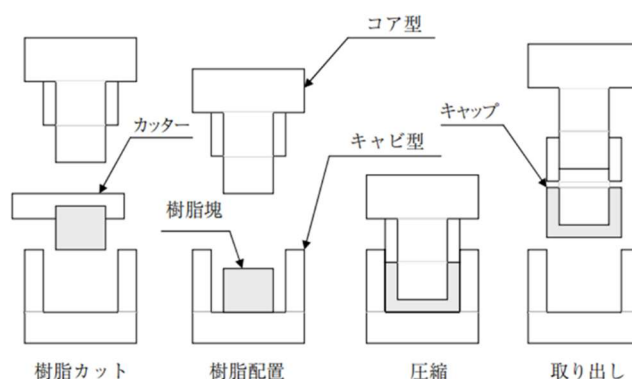 コア型
カッター
キャップ
キャビ型
樹脂塊
樹脂カット
樹脂配置
圧縮
取り出し